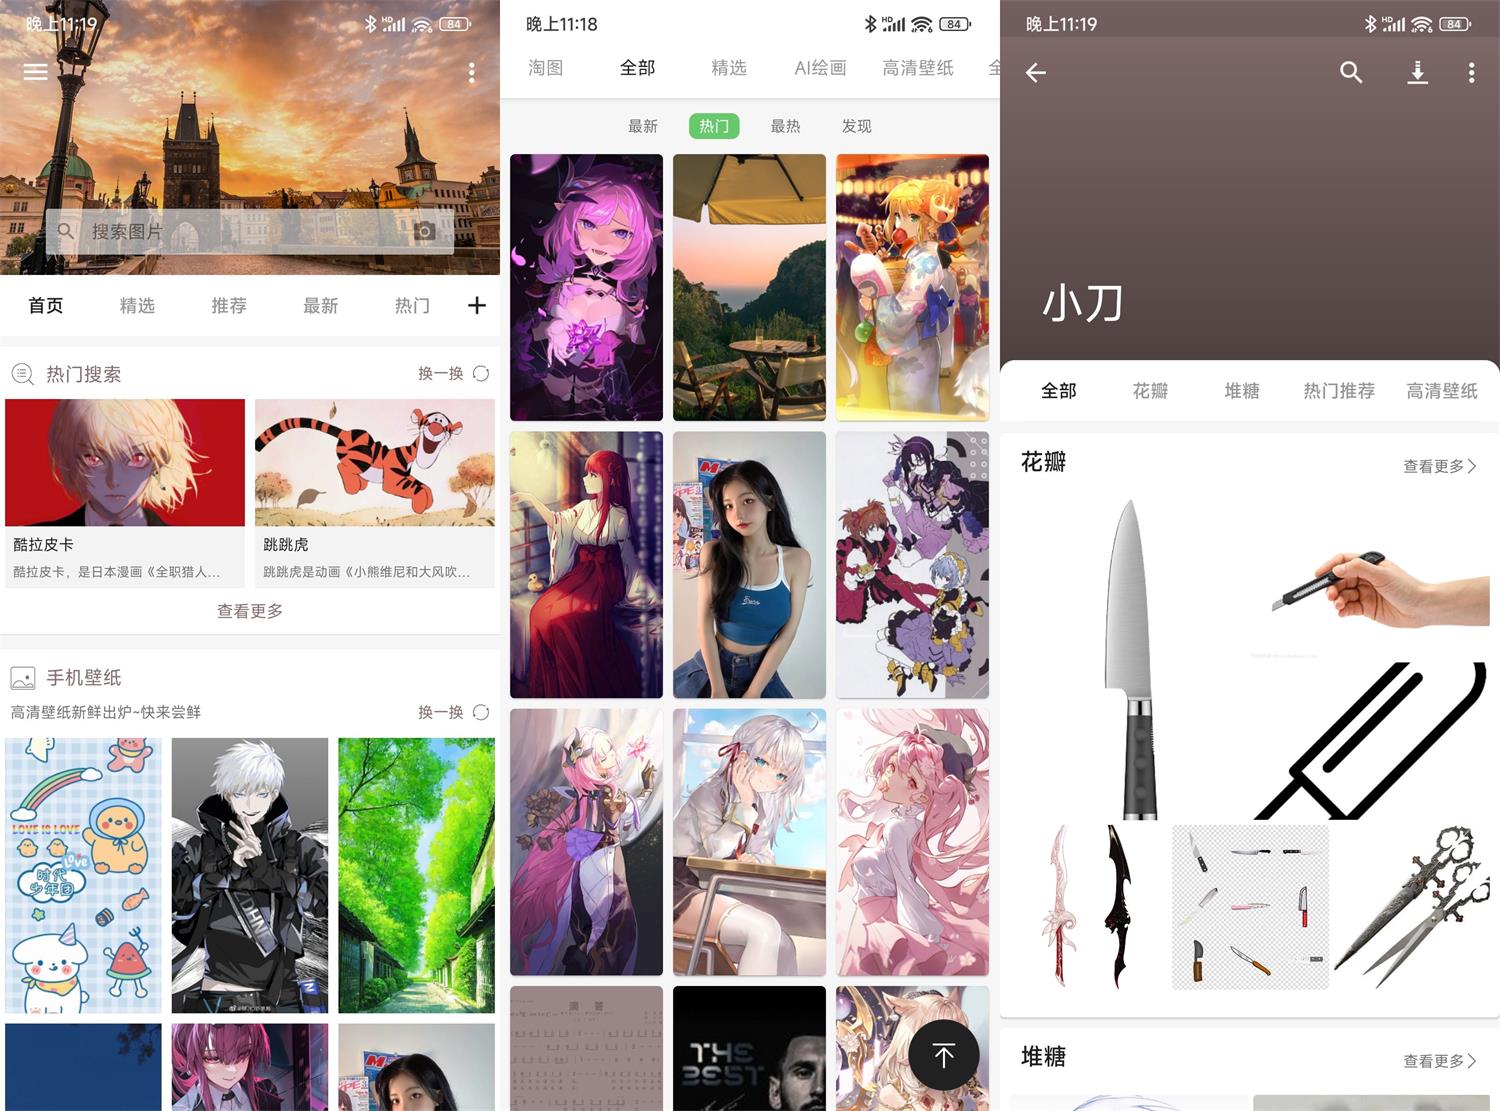 晚上11:19
HD
84
搜索图片
首页
精选
推荐
最新
热门
热门搜索
换一换
酷拉皮卡
酷拉皮卡，是日本漫画《全职猎人...
跳跳虎
跳跳虎是动画《小熊维尼和大风吹...
查看更多
手机壁纸
高清壁纸新鲜出炉~快来尝鲜
换一换
LOVE IS LOVE
Love
时代
少年团
晚上11:18
HD
84
淘图
全部
精选
AI绘画
高清壁纸
最新
热门
最热
发现
滴答
THE
BEST
晚上11:19
HD
84
小刀
全部
花瓣
堆糖
热门推荐
高清壁纸
花瓣
查看更多
堆糖
查看更多